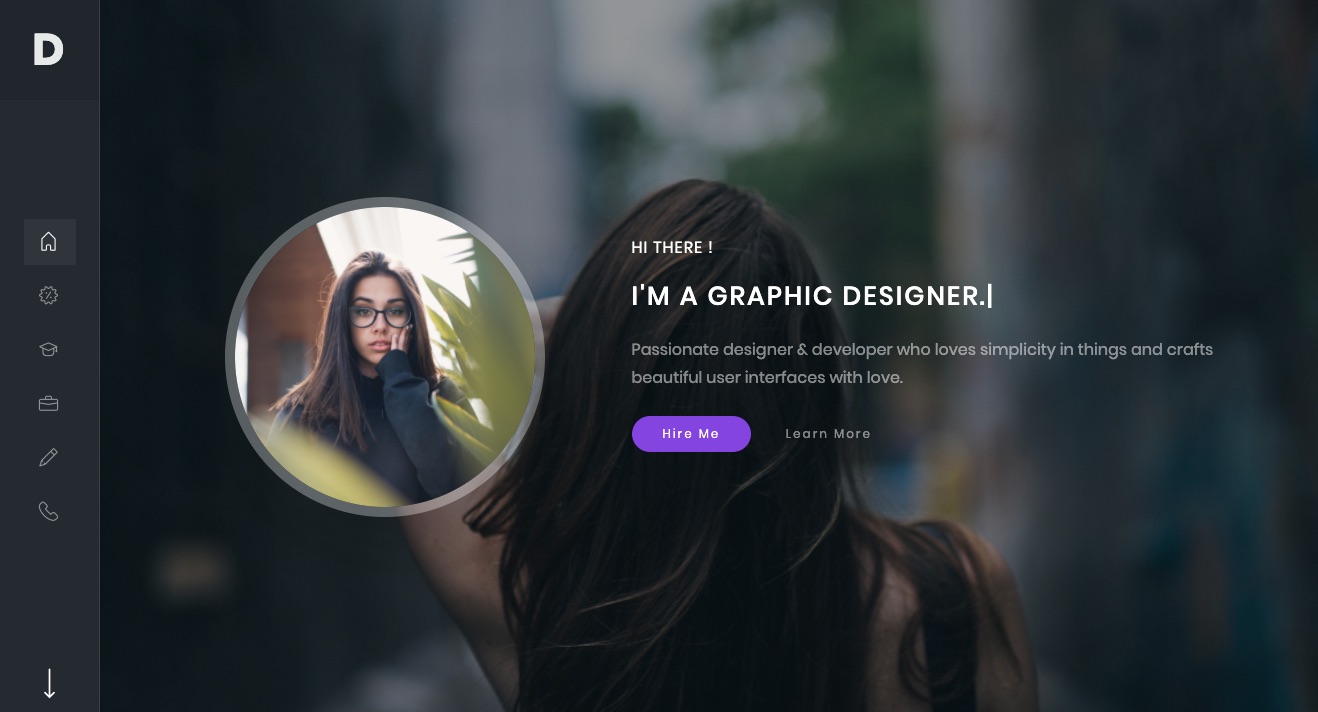 D
HI THERE !
I'M A GRAPHIC DESIGNER.|
Passionate designer & developer who loves simplicity in things and crafts
beautiful user interfaces with love.
Hire Me
Learn More